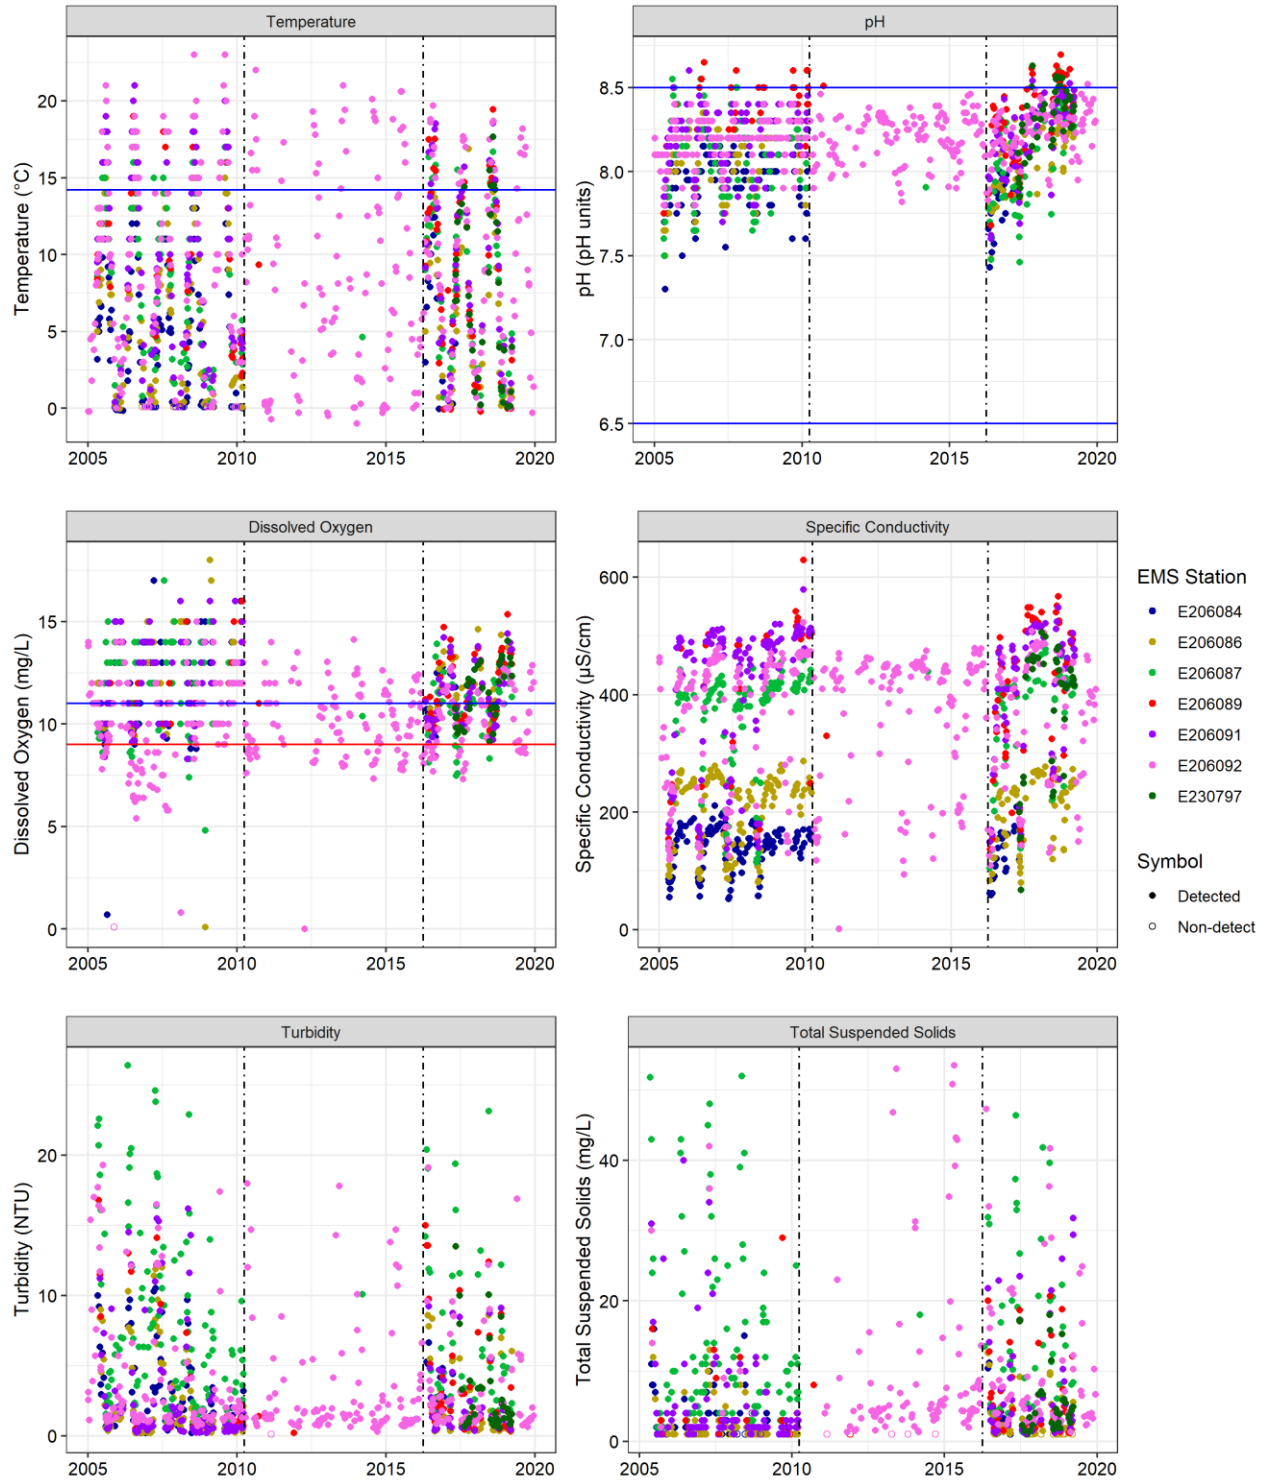 Temperature
Temperature (°C)
20
15
10
5
0
2005 2010 2015 2020
pH
pH (pH units)
8.5
8.0
7.5
7.0
6.5
2005 2010 2015 2020
Dissolved Oxygen
Dissolved Oxygen (mg/L)
15
10
5
0
2005 2010 2015 2020
Specific Conductivity
Specific Conductivity (µS/cm)
600
400
200
0
2005 2010 2015 2020
EMS Station
E206084
E206086
E206087
E206089
E206091
E206092
E230797
Symbol
Detected
Non-detect
Turbidity
Turbidity (NTU)
20
10
0
2005 2010 2015 2020
Total Suspended Solids
Total Suspended Solids (mg/L)
40
20
0
2005 2010 2015 2020